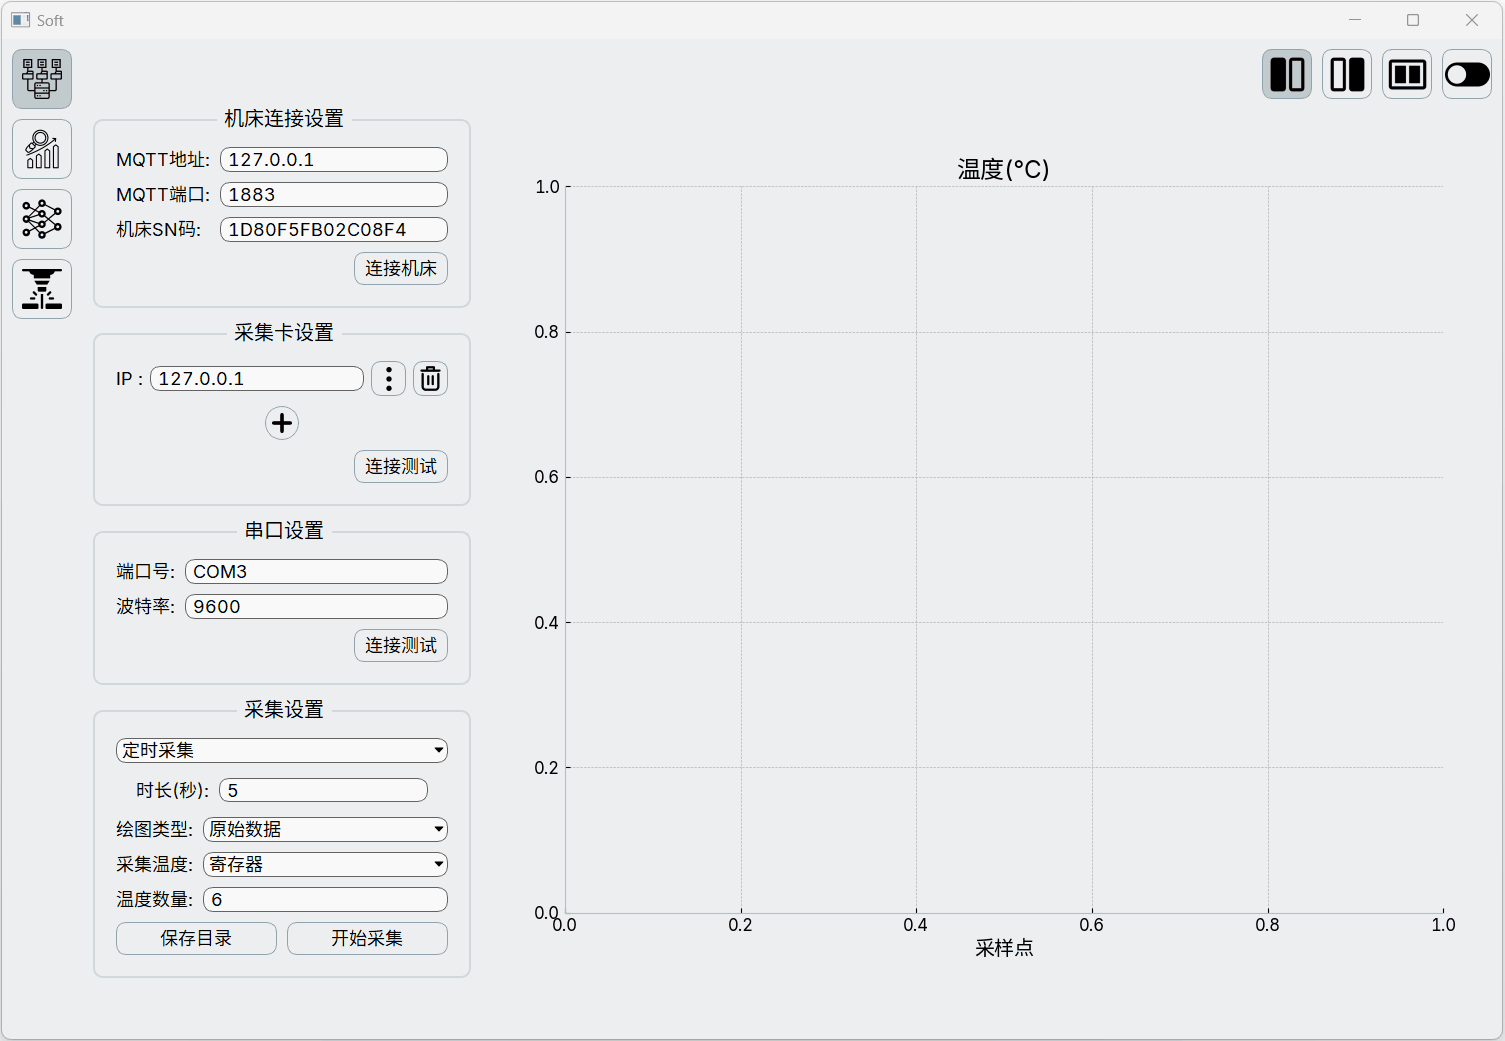 Soft
机床连接设置
MQTT地址: 127.0.0.1
MQTT端口: 1883
机床SN码: 1D80F5FB02C08F4
连接机床
采集卡设置
IP : 127.0.0.1
连接测试
串口设置
端口号: COM3
波特率: 9600
连接测试
采集设置
定时采集
时长(秒): 5
绘图类型: 原始数据
采集温度: 寄存器
温度数量: 6
保存目录 开始采集
温度(°C)
1.0
0.8
0.6
0.4
0.2
0.0
0.0 0.2 0.4 0.6 0.8 1.0
采样点